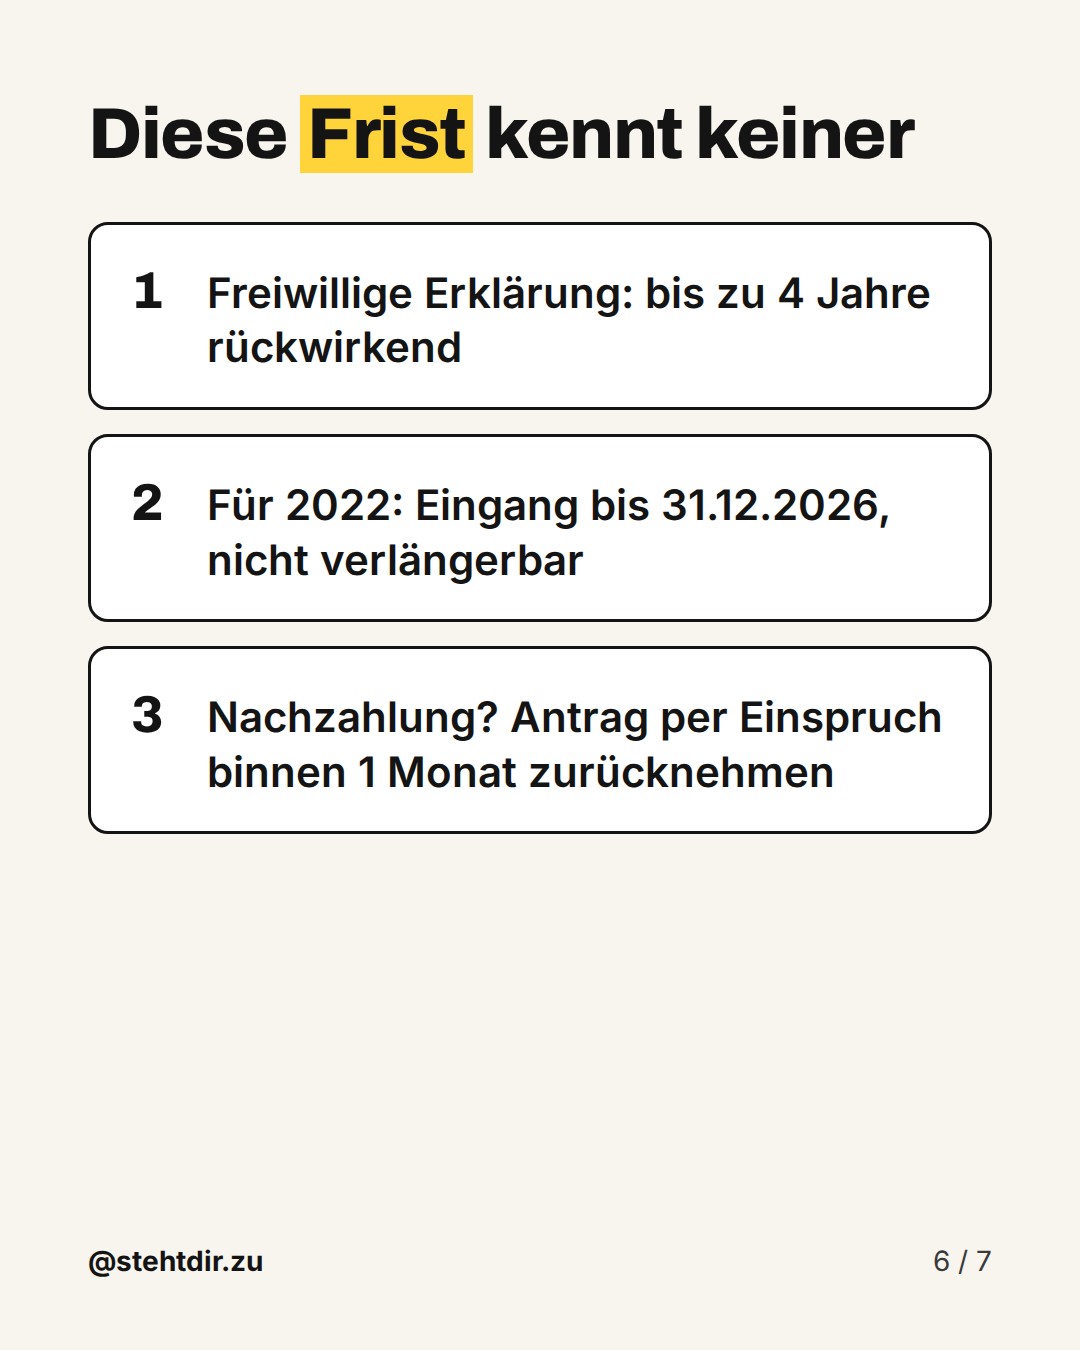 Diese Frist kennt keiner
1 Freiwillige Erklärung: bis zu 4 Jahre
rückwirkend
2 Für 2022: Eingang bis 31.12.2026,
nicht verlängerbar
3 Nachzahlung? Antrag per Einspruch
binnen 1 Monat zurücknehmen
@stehtdir.zu 6 / 7